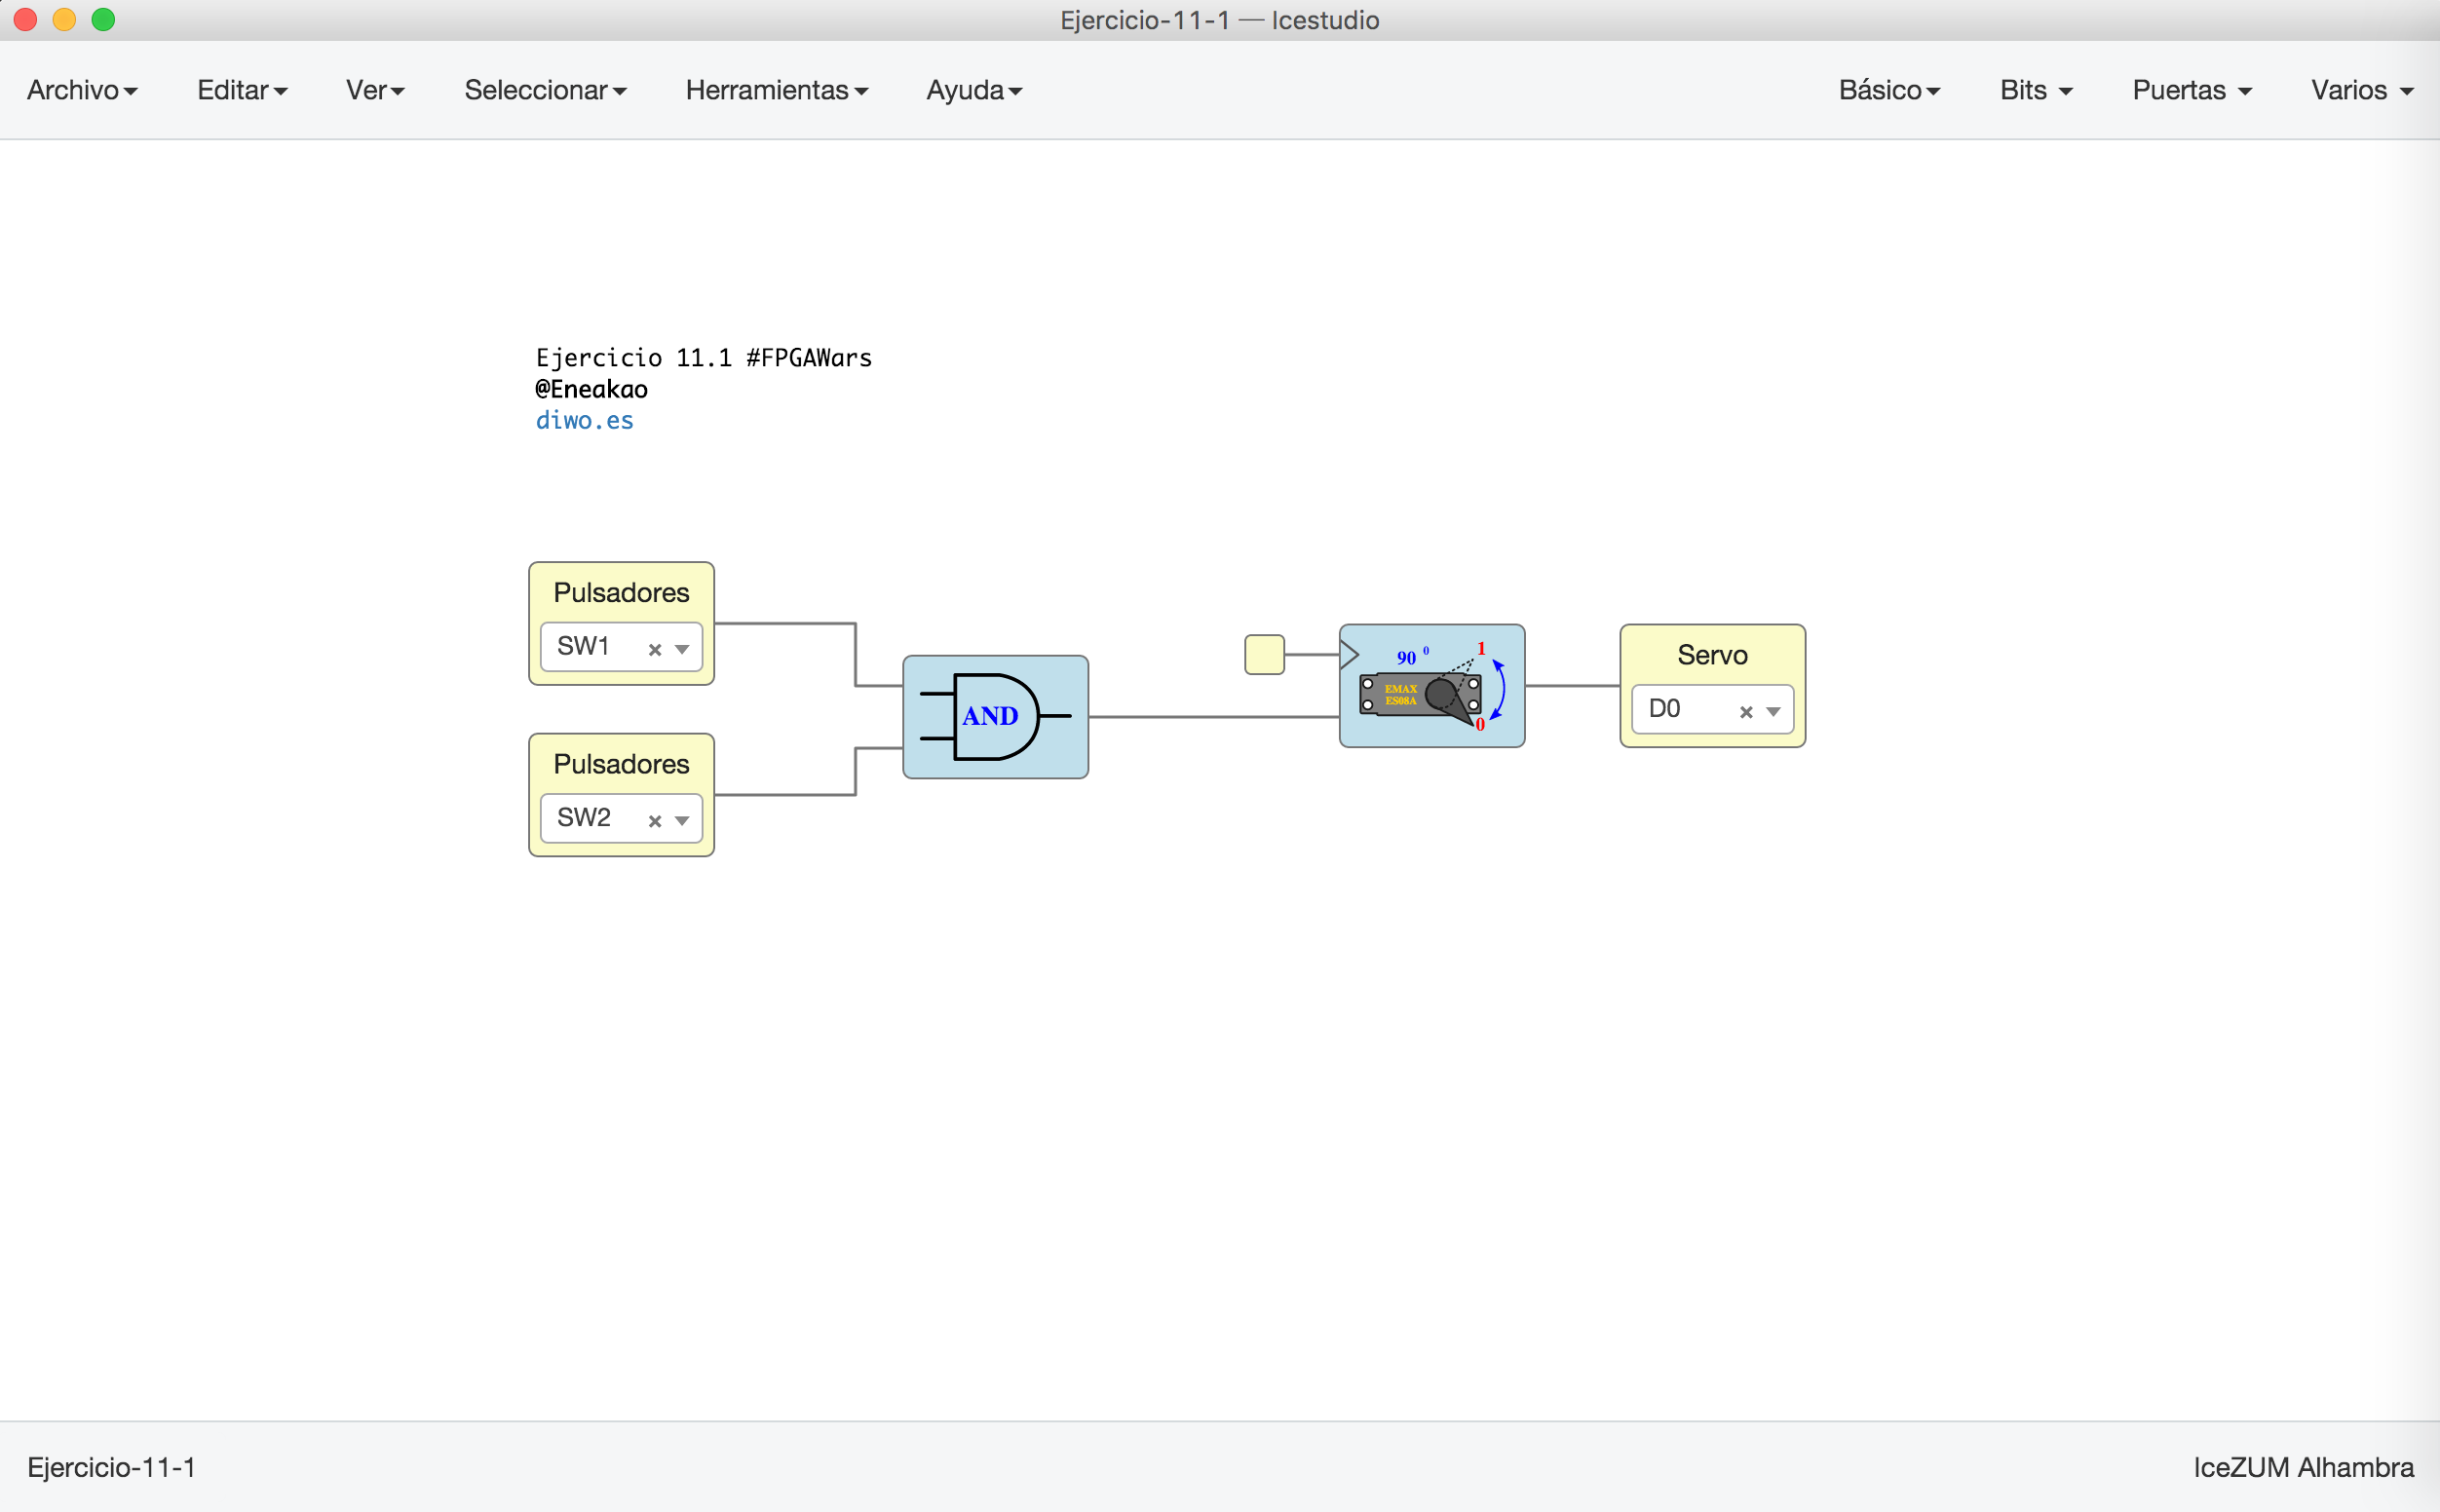 Ejercicio-11-1 — Icestudio
Archivo Editar Ver Seleccionar Herramientas Ayuda Básico Bits Puertas Varios
Ejercicio 11.1 #FPGAWars
@Eneakao
diwo.es
Pulsadores
SW1
Pulsadores
SW2
AND
90 0
1
EMAX
ES08A
0
Servo
D0
Ejercicio-11-1
IceZUM Alhambra